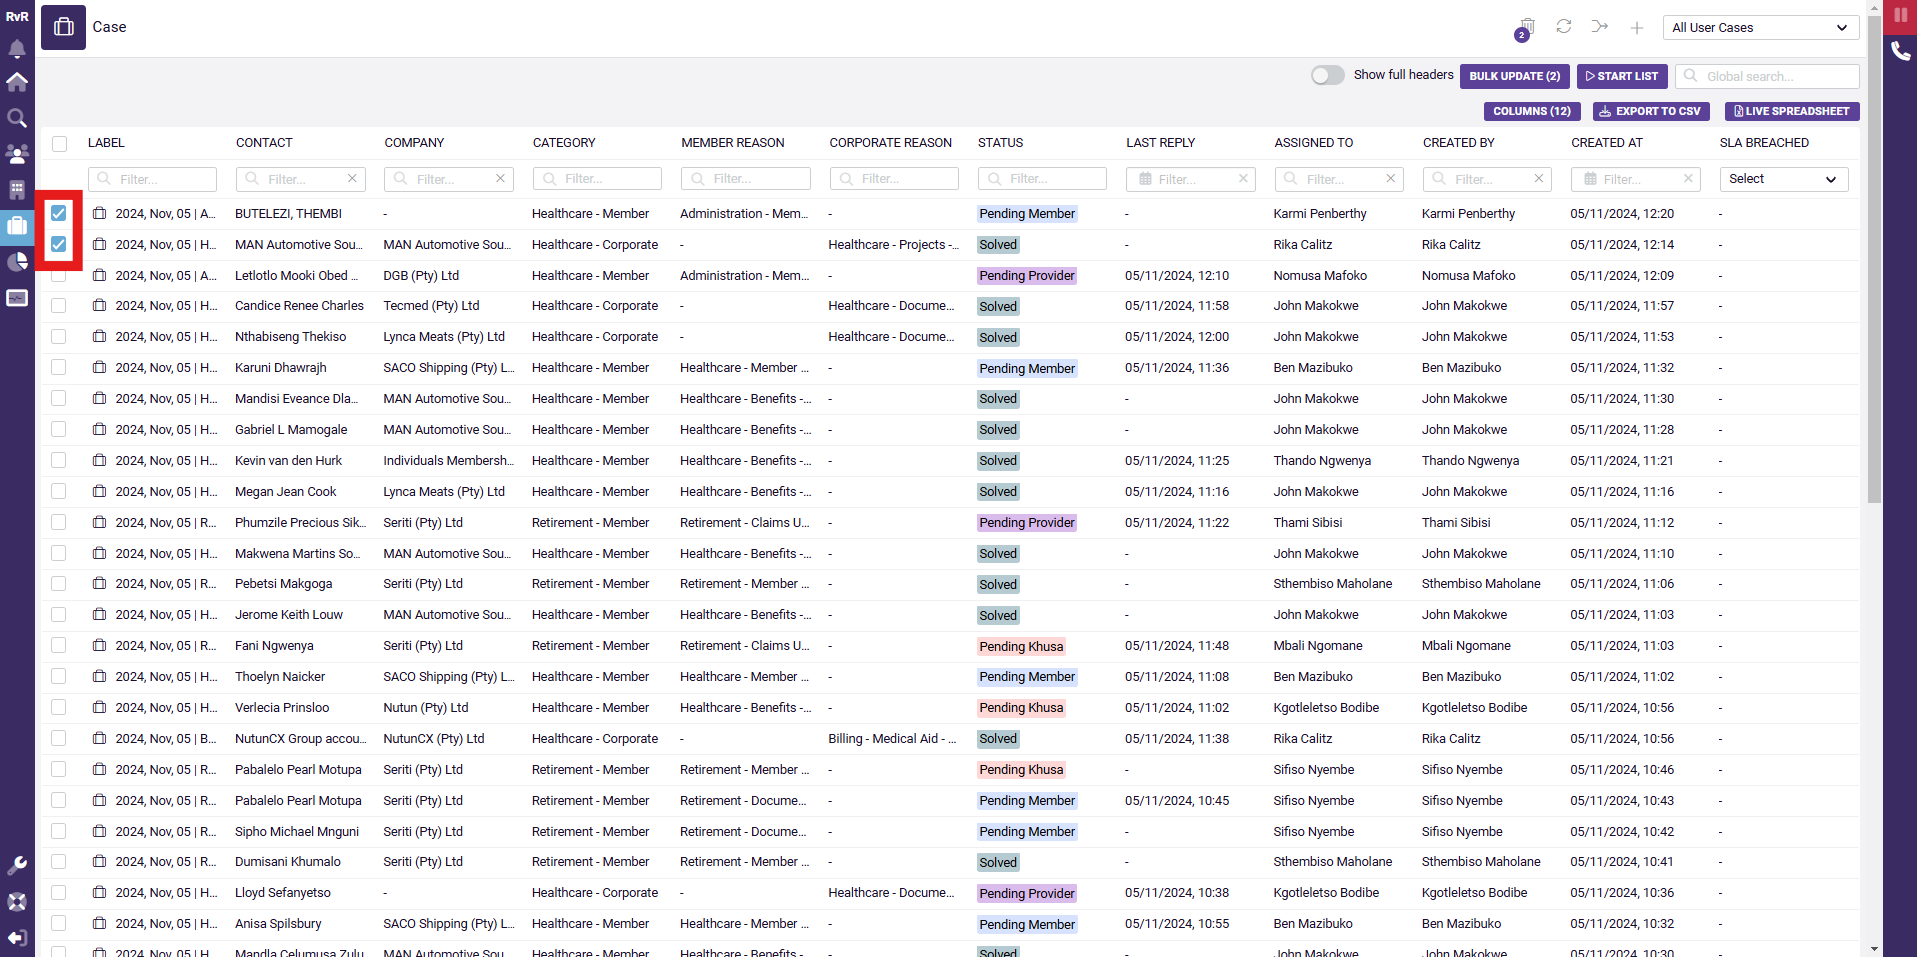 RvR
Case
2
All User Cases
Show full headers
BULK UPDATE (2)
START LIST
Global search...
COLUMNS (12)
EXPORT TO CSV
LIVE SPREADSHEET
LABEL CONTACT COMPANY CATEGORY MEMBER REASON CORPORATE REASON STATUS LAST REPLY ASSIGNED TO CREATED BY CREATED AT SLA BREACHED
Filter... Filter... Filter... Filter... Filter... Filter... Filter... Filter... Filter... Filter... Filter... Select
2024, Nov, 05 | A... BUTELEZI, THEMBI - Healthcare - Member Administration - Mem... - Pending Member - Karmi Penberthy Karmi Penberthy 05/11/2024, 12:20 -
2024, Nov, 05 | H... MAN Automotive Sou... MAN Automotive Sou... Healthcare - Corporate - Healthcare - Projects -... Solved - Rika Calitz Rika Calitz 05/11/2024, 12:14 -
2024, Nov, 05 | A... Letlotlo Mooki Obed ... DGB (Pty) Ltd Healthcare - Member Administration - Mem... - Pending Provider 05/11/2024, 12:10 Nomusa Mafoko Nomusa Mafoko 05/11/2024, 12:09 -
2024, Nov, 05 | H... Candice Renee Charles Tecmed (Pty) Ltd Healthcare - Corporate - Healthcare - Docume... Solved 05/11/2024, 11:58 John Makokwe John Makokwe 05/11/2024, 11:57 -
2024, Nov, 05 | H... Nthabiseng Thekiso Lynca Meats (Pty) Ltd Healthcare - Corporate - Healthcare - Docume... Solved 05/11/2024, 12:00 John Makokwe John Makokwe 05/11/2024, 11:53 -
2024, Nov, 05 | H... Karuni Dhawrajh SACO Shipping (Pty) L... Healthcare - Member Healthcare - Member ... - Pending Member 05/11/2024, 11:36 Ben Mazibuko Ben Mazibuko 05/11/2024, 11:32 -
2024, Nov, 05 | H... Mandisi Eveance Dla... MAN Automotive Sou... Healthcare - Member Healthcare - Benefits -... - Solved - John Makokwe John Makokwe 05/11/2024, 11:30 -
2024, Nov, 05 | H... Gabriel L Mamogale MAN Automotive Sou... Healthcare - Member Healthcare - Benefits -... - Solved - John Makokwe John Makokwe 05/11/2024, 11:28 -
2024, Nov, 05 | H... Kevin van den Hurk Individuals Membersh... Healthcare - Member Healthcare - Benefits -... - Solved 05/11/2024, 11:25 Thando Ngwenya Thando Ngwenya 05/11/2024, 11:21 -
2024, Nov, 05 | H... Megan Jean Cook Lynca Meats (Pty) Ltd Healthcare - Member Healthcare - Benefits -... - Solved 05/11/2024, 11:16 John Makokwe John Makokwe 05/11/2024, 11:16 -
2024, Nov, 05 | R... Phumzile Precious Sik... Seriti (Pty) Ltd Retirement - Member Retirement - Claims U... - Pending Provider 05/11/2024, 11:22 Thami Sibisi Thami Sibisi 05/11/2024, 11:12 -
2024, Nov, 05 | H... Makwena Martins So... MAN Automotive Sou... Healthcare - Member Healthcare - Benefits -... - Solved - John Makokwe John Makokwe 05/11/2024, 11:10 -
2024, Nov, 05 | R... Pebetsi Makgoga Seriti (Pty) Ltd Retirement - Member Retirement - Member ... - Solved - Sthembiso Maholane Sthembiso Maholane 05/11/2024, 11:06 -
2024, Nov, 05 | H... Jerome Keith Louw MAN Automotive Sou... Healthcare - Member Healthcare - Benefits -... - Solved - John Makokwe John Makokwe 05/11/2024, 11:03 -
2024, Nov, 05 | R... Fani Ngwenya Seriti (Pty) Ltd Retirement - Member Retirement - Claims U... - Pending Khusa 05/11/2024, 11:48 Mbali Ngomane Mbali Ngomane 05/11/2024, 11:03 -
2024, Nov, 05 | H... Thoelyn Naicker SACO Shipping (Pty) L... Healthcare - Member Healthcare - Member ... - Pending Member 05/11/2024, 11:08 Ben Mazibuko Ben Mazibuko 05/11/2024, 11:02 -
2024, Nov, 05 | H... Verlecia Prinsloo Nutun (Pty) Ltd Healthcare - Member Healthcare - Benefits -... - Pending Khusa 05/11/2024, 11:02 Kgotleletso Bodibe Kgotleletso Bodibe 05/11/2024, 10:56 -
2024, Nov, 05 | B... NutunCX Group accou... NutunCX (Pty) Ltd Healthcare - Corporate - Billing - Medical Aid - ... Solved 05/11/2024, 11:38 Rika Calitz Rika Calitz 05/11/2024, 10:56 -
2024, Nov, 05 | R... Pabalelo Pearl Motupa Seriti (Pty) Ltd Retirement - Member Retirement - Member ... - Pending Khusa - Sifiso Nyembe Sifiso Nyembe 05/11/2024, 10:46 -
2024, Nov, 05 | R... Pabalelo Pearl Motupa Seriti (Pty) Ltd Retirement - Member Retirement - Docume... - Pending Member 05/11/2024, 10:45 Sifiso Nyembe Sifiso Nyembe 05/11/2024, 10:43 -
2024, Nov, 05 | R... Sipho Michael Mnguni Seriti (Pty) Ltd Retirement - Member Retirement - Docume... - Pending Member - Sifiso Nyembe Sifiso Nyembe 05/11/2024, 10:42 -
2024, Nov, 05 | R... Dumisani Khumalo Seriti (Pty) Ltd Retirement - Member Retirement - Member ... - Solved - Sthembiso Maholane Sthembiso Maholane 05/11/2024, 10:41 -
2024, Nov, 05 | H... Lloyd Sefanyetso - Healthcare - Corporate - Healthcare - Docume... Pending Provider 05/11/2024, 10:38 Kgotleletso Bodibe Kgotleletso Bodibe 05/11/2024, 10:36 -
2024, Nov, 05 | H... Anisa Spilsbury SACO Shipping (Pty) L... Healthcare - Member Healthcare - Member ... - Pending Member 05/11/2024, 10:55 Ben Mazibuko Ben Mazibuko 05/11/2024, 10:32 -
2024, Nov, 05 | H... Mandla Celumusa Zulu MAN Automotive Sou... Healthcare - Member Healthcare - Benefits -... - Solved - John Makokwe John Makokwe 05/11/2024, 10:30 -